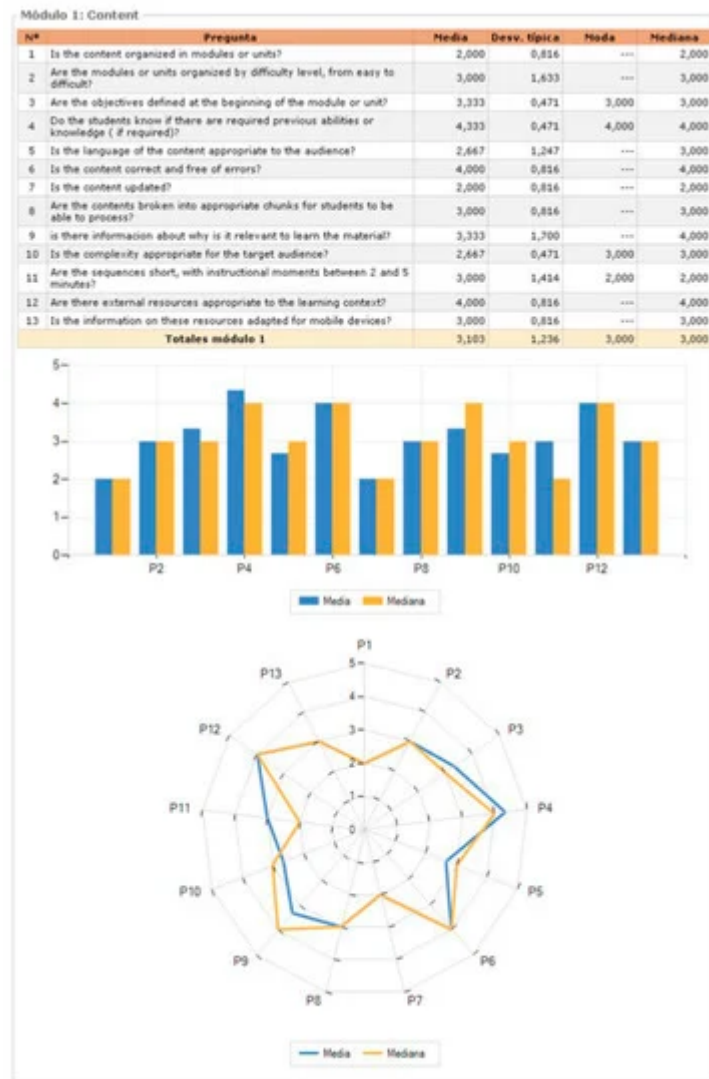 Módulo 1: Content
Nº Pregunta Media Desv. típica Moda Mediana
1 Is the content organized in modules or units? 2,000 0,816 --- 2,000
2 Are the modules or units organized by difficulty level, from easy to difficult? 3,000 1,633 --- 3,000
3 Are the objectives defined at the beginning of the module or unit? 3,333 0,471 3,000 3,000
4 Do the students know if there are required previous abilities or knowledge ( if required)? 4,333 0,471 4,000 4,000
5 Is the language of the content appropriate to the audience? 2,667 1,247 --- 3,000
6 Is the content correct and free of errors? 4,000 0,816 --- 4,000
7 Is the content updated? 2,000 0,816 --- 2,000
8 Are the contents broken into appropriate chunks for students to be able to process? 3,000 0,816 --- 3,000
9 is there informacion about why is it relevant to learn the material? 3,333 1,700 --- 4,000
10 Is the complexity appropriate for the target audience? 2,667 0,471 3,000 3,000
11 Are the sequences short, with instructional moments between 2 and 5 minutes? 3,000 1,414 2,000 2,000
12 Are there external resources appropriate to the learning context? 4,000 0,816 --- 4,000
13 Is the information on these resources adapted for mobile devices? 3,000 0,816 --- 3,000
Totales módulo 1 3,103 1,236 3,000 3,000
5
4
3
2
1
0
P2 P4 P6 P8 P10 P12
Media Mediana
P1
P13 P2
5
4
P12 P3
3
2
P11 P4
1
0
P10 P5
P9 P6
P8 P7
Media Mediana